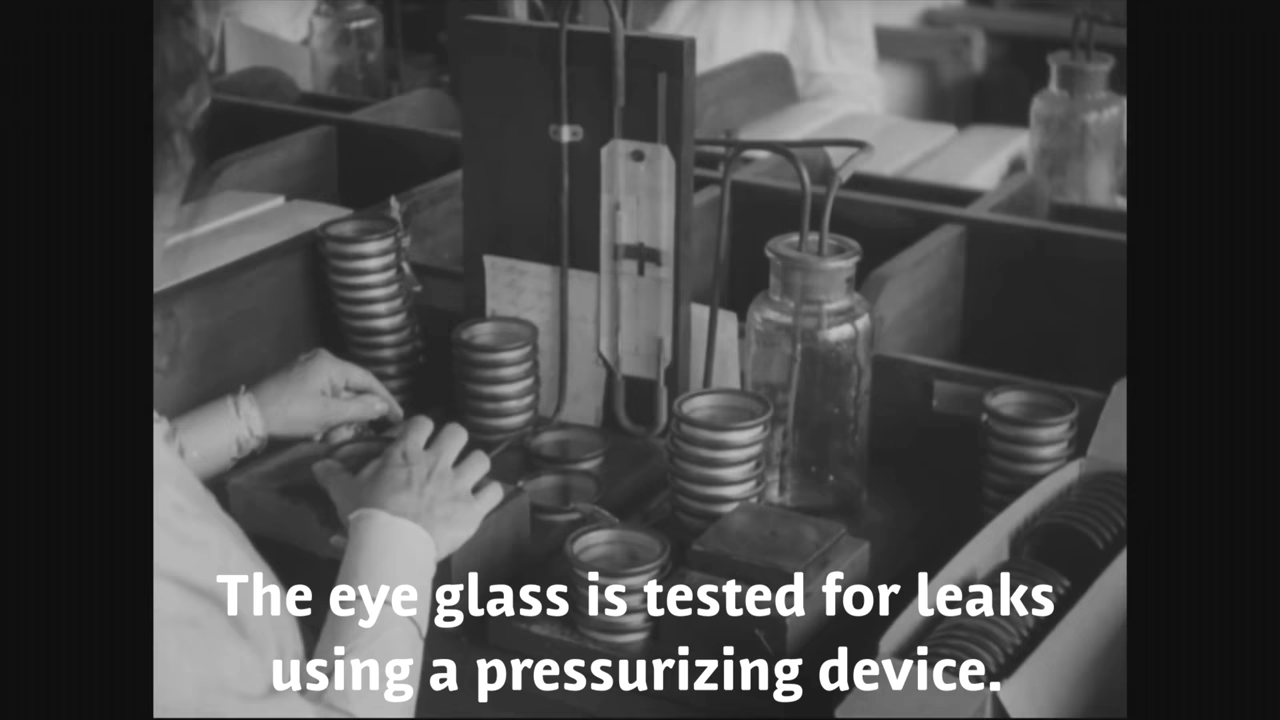 The eye glass is tested for leaks
using a pressurizing device.